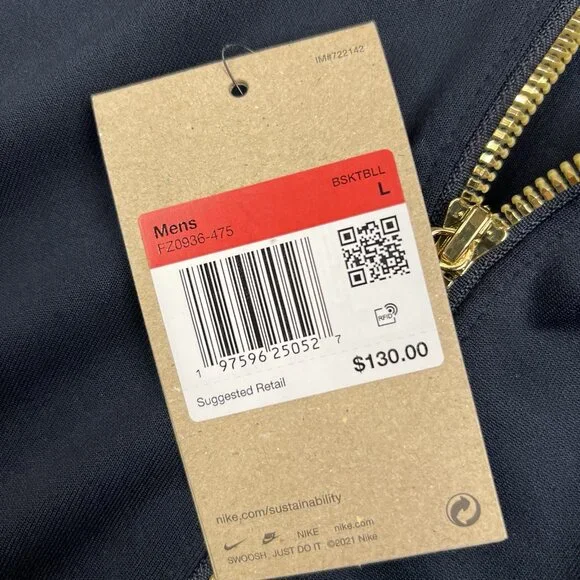 IM#722142
BSKTBLL
L
Mens
FZ0936-475
RFID
1 97596 25052 7
$130.00
Suggested Retail
nike.com/sustainability
NIKE nike.com
SWOOSH, JUST DO IT ©2021 Nike